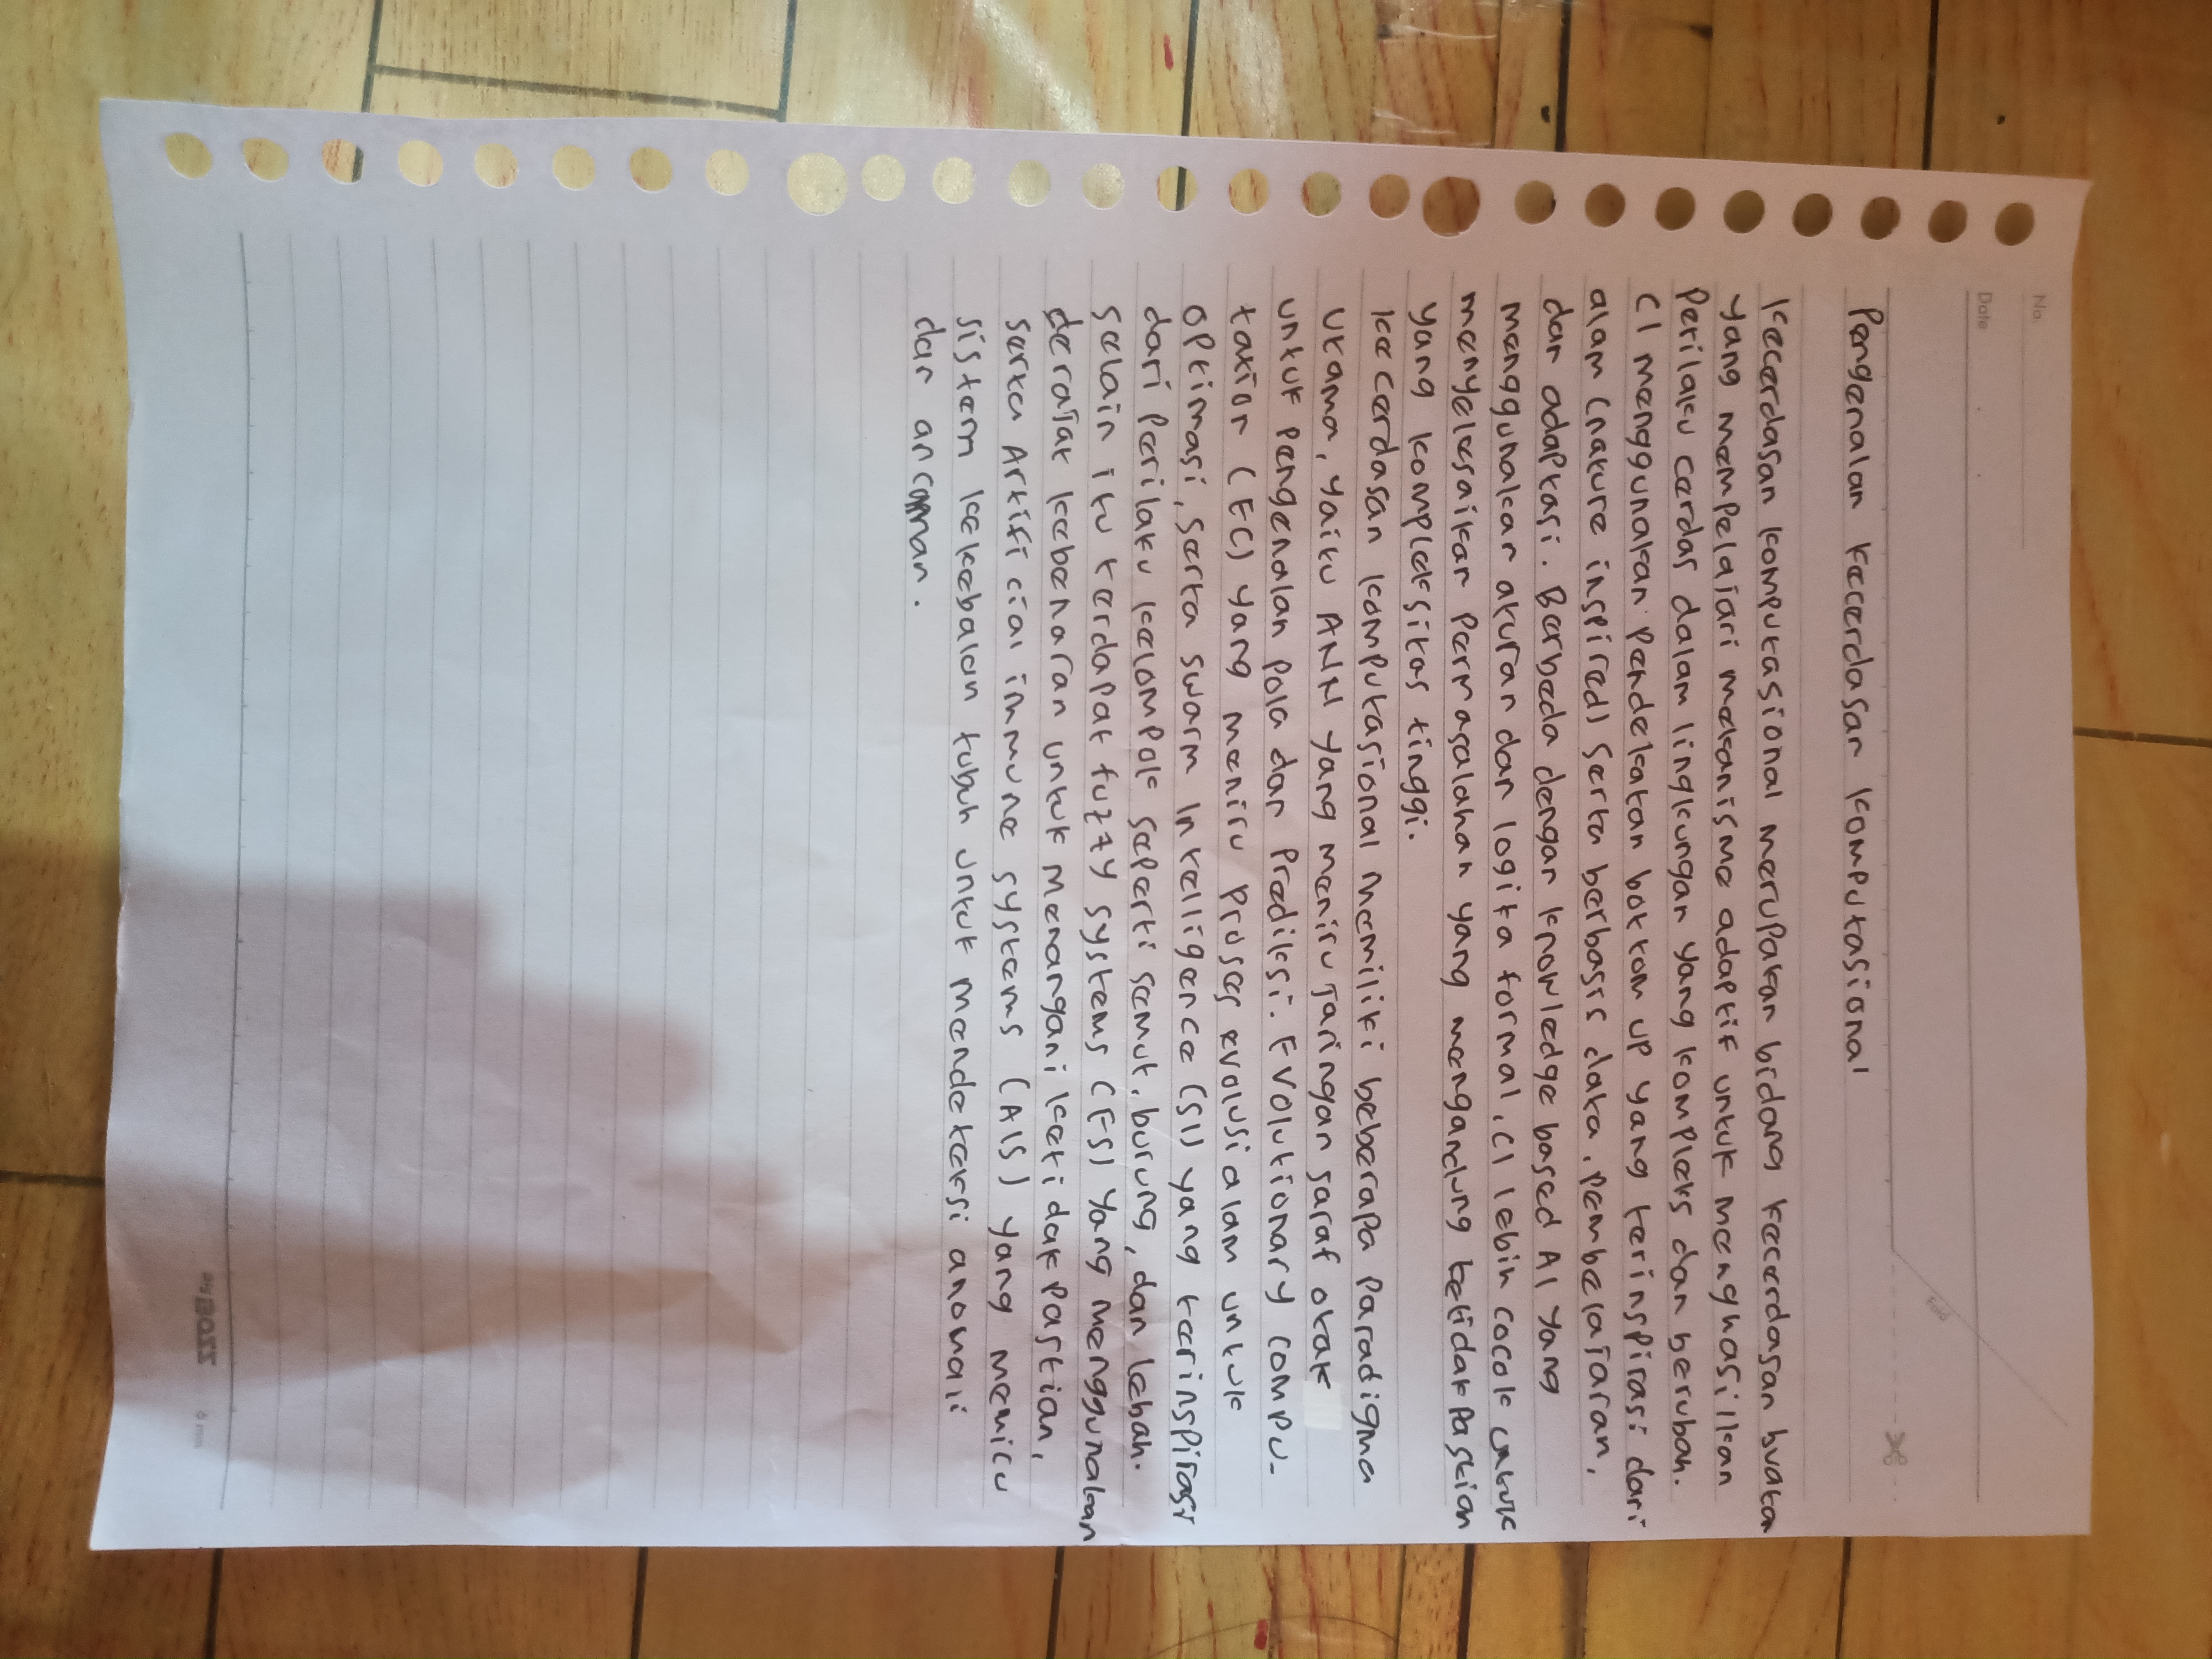 No.
Date
Fold
Pengenalan Kecerdasan Komputasional
Kecerdasan Komputasional merupakan bidang kecerdasan buatan
yang mempelajari mekanisme adaptif untuk menghasilkan
Perilaku cerdas dalam lingkungan yang kompleks dan berubah.
CI menggunakan pendekatan bottom up yang terinspirasi dari
alam (nature inspired) serta berbasis data, pembelajaran,
dan adaptasi. Berbeda dengan knowledge based AI yang
menggunakan aturan dan logika formal, CI lebih cocok untuk
menyelesaikan permasalahan yang mengandung ketidakpastian
yang kompleksitas tinggi.
kecerdasan komputasional memiliki beberapa paradigma
utama, yaitu ANN yang meniru jaringan saraf otak
untuk pengenalan pola dan prediksi. Evolutionary compu-
tation (EC) yang meniru proses evolusi alam untuk
optimasi, serta swarm Intelligence (SI) yang terinspirasi
dari perilaku kelompok seperti semut, burung, dan lebah.
selain itu terdapat fuzzy systems (FS) yang menggunakan
derajat kebenaran untuk menangani ketidakpastian,
serta Artificial immune systems (AIS) yang meniru
sistem kekebalan tubuh untuk mendeteksi anomali
dan ancaman.
BOZZ 6 mm